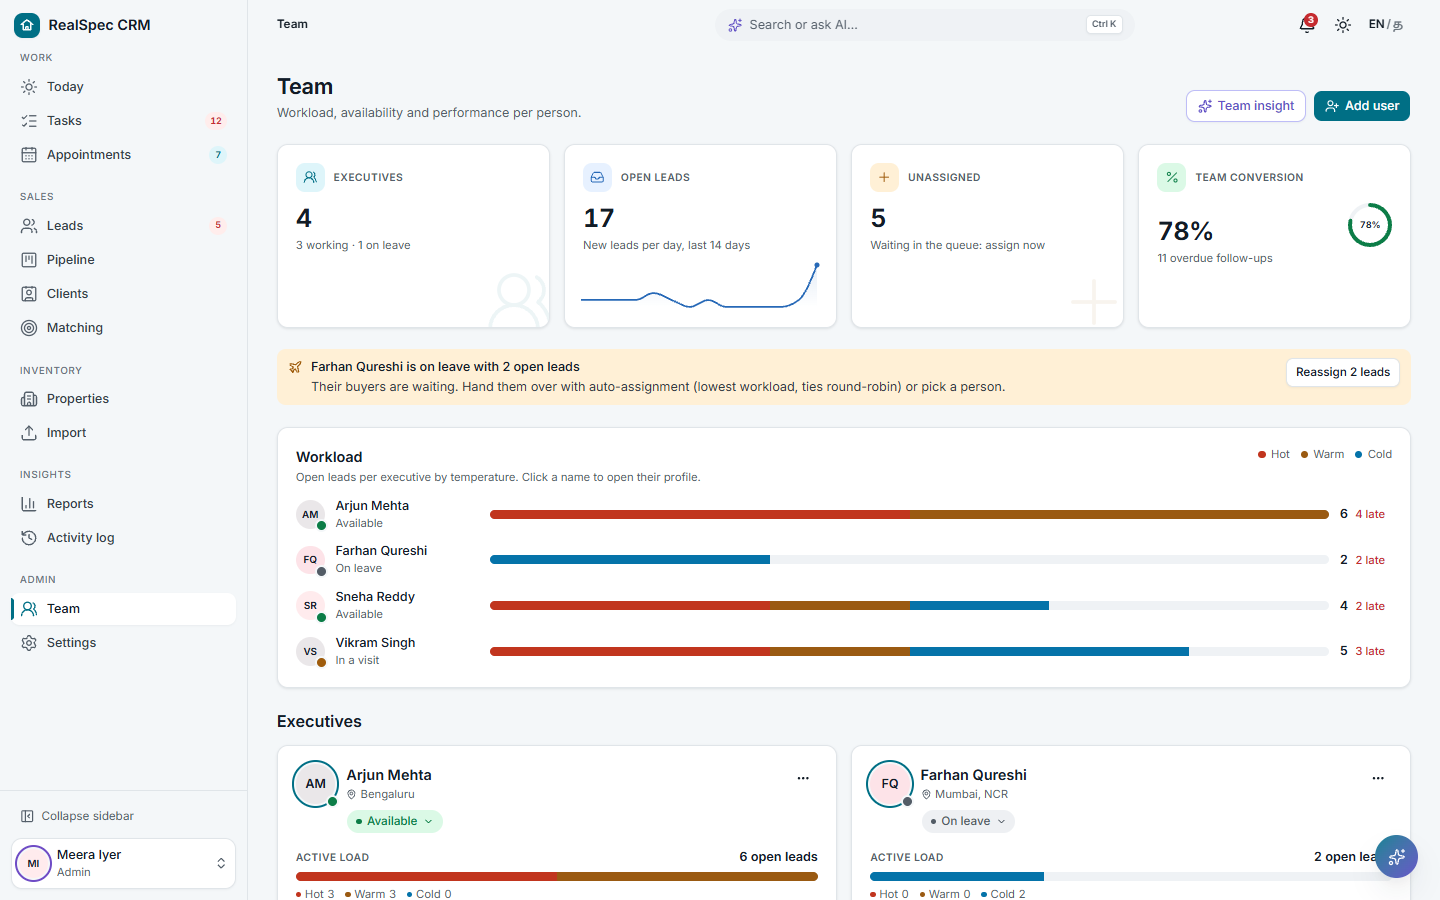 RealSpec CRM
WORK
Today
Tasks 12
Appointments 7
SALES
Leads 5
Pipeline
Clients
Matching
INVENTORY
Properties
Import
INSIGHTS
Reports
Activity log
ADMIN
Team
Settings
Collapse sidebar
MI
Meera Iyer
Admin
Team
Search or ask AI...
Ctrl K
3
EN / த
Team
Workload, availability and performance per person.
Team insight
Add user
EXECUTIVES
4
3 working · 1 on leave
OPEN LEADS
17
New leads per day, last 14 days
UNASSIGNED
5
Waiting in the queue: assign now
TEAM CONVERSION
78%
78%
11 overdue follow-ups
Farhan Qureshi is on leave with 2 open leads
Their buyers are waiting. Hand them over with auto-assignment (lowest workload, ties round-robin) or pick a person.
Reassign 2 leads
Workload
Open leads per executive by temperature. Click a name to open their profile.
Hot Warm Cold
AM
Arjun Mehta
Available
6 4 late
FQ
Farhan Qureshi
On leave
2 2 late
SR
Sneha Reddy
Available
4 2 late
VS
Vikram Singh
In a visit
5 3 late
Executives
AM
Arjun Mehta
Bengaluru
Available
ACTIVE LOAD 6 open leads
Hot 3 Warm 3 Cold 0
FQ
Farhan Qureshi
Mumbai, NCR
On leave
ACTIVE LOAD 2 open
Hot 0 Warm 0 Cold 2